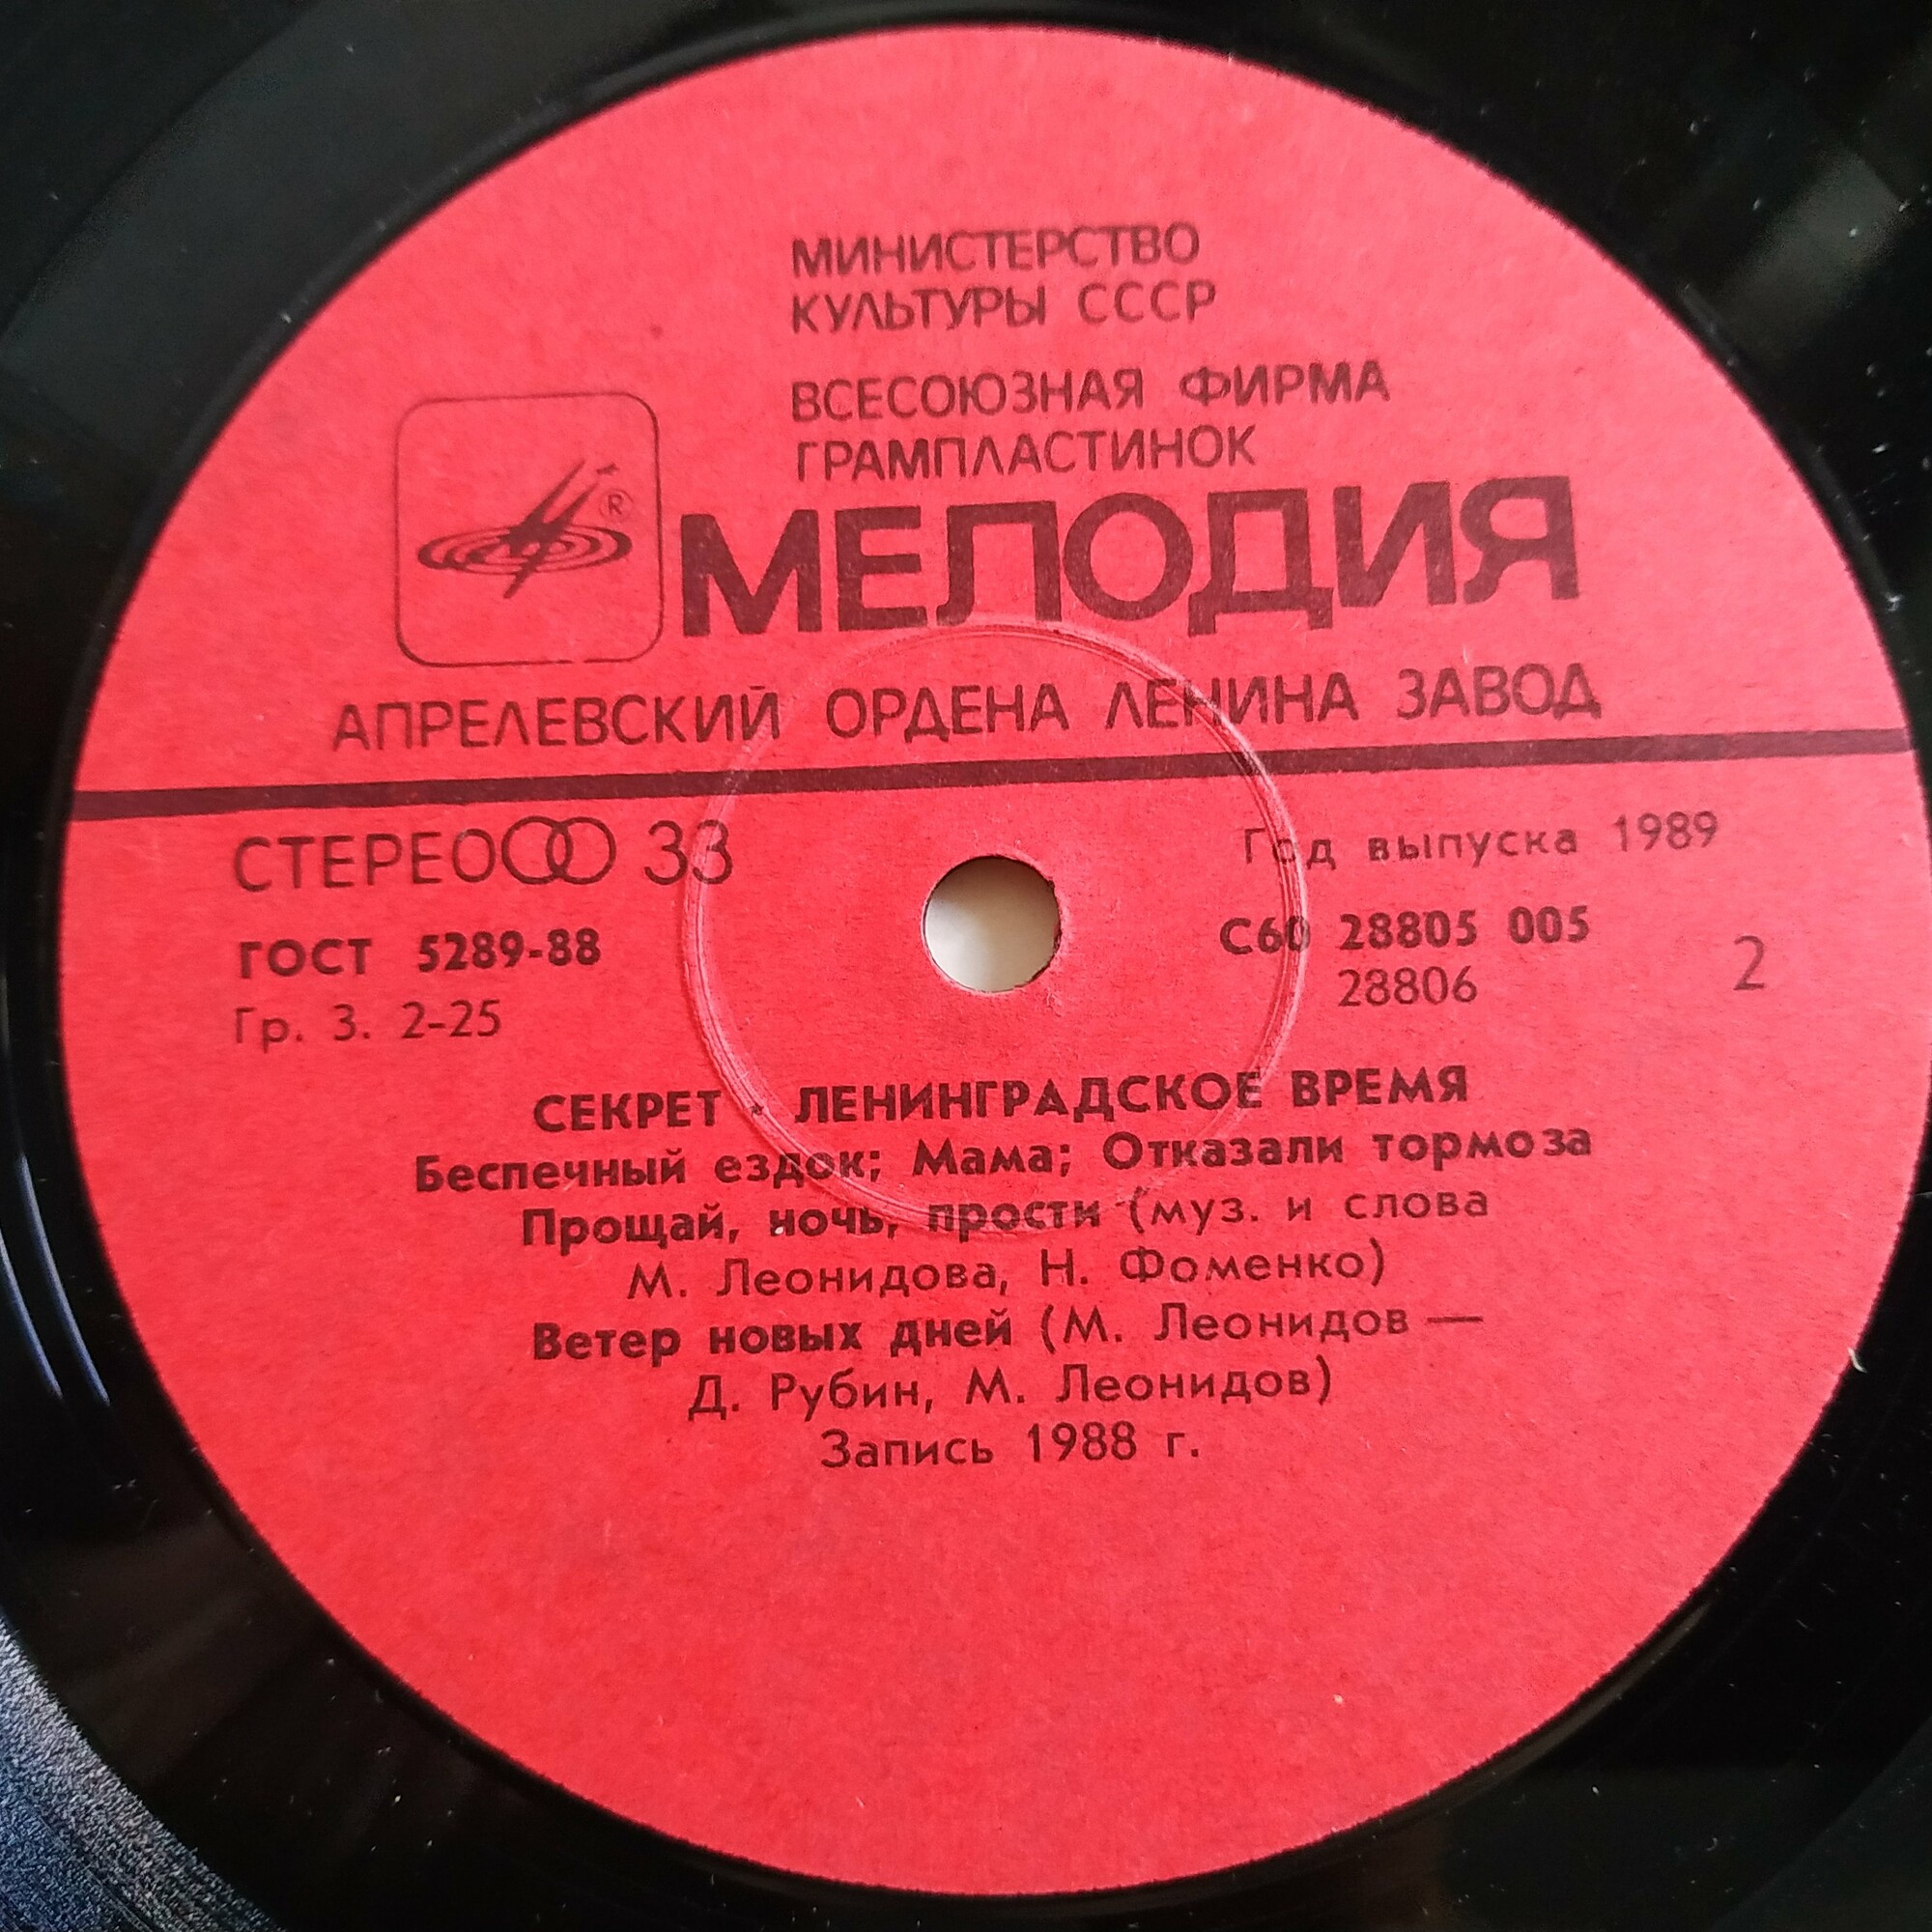 МИНИСТЕРСТВО
КУЛЬТУРЫ СССР
ВСЕСОЮЗНАЯ ФИРМА
ГРАМПЛАСТИНОК
®
МЕЛОДИЯ
АПРЕЛЕВСКИЙ ОРДЕНА ЛЕНИНА ЗАВОД
СТЕРЕО 33
Год выпуска 1989
ГОСТ 5289-88
С60 28805 005
28806
2
Гр. 3. 2-25
СЕКРЕТ • ЛЕНИНГРАДСКОЕ ВРЕМЯ
Беспечный ездок; Мама; Отказали тормоза
Прощай, ночь, прости (муз. и слова
М. Леонидова, Н. Фоменко)
Ветер новых дней (М. Леонидов —
Д. Рубин, М. Леонидов)
Запись 1988 г.